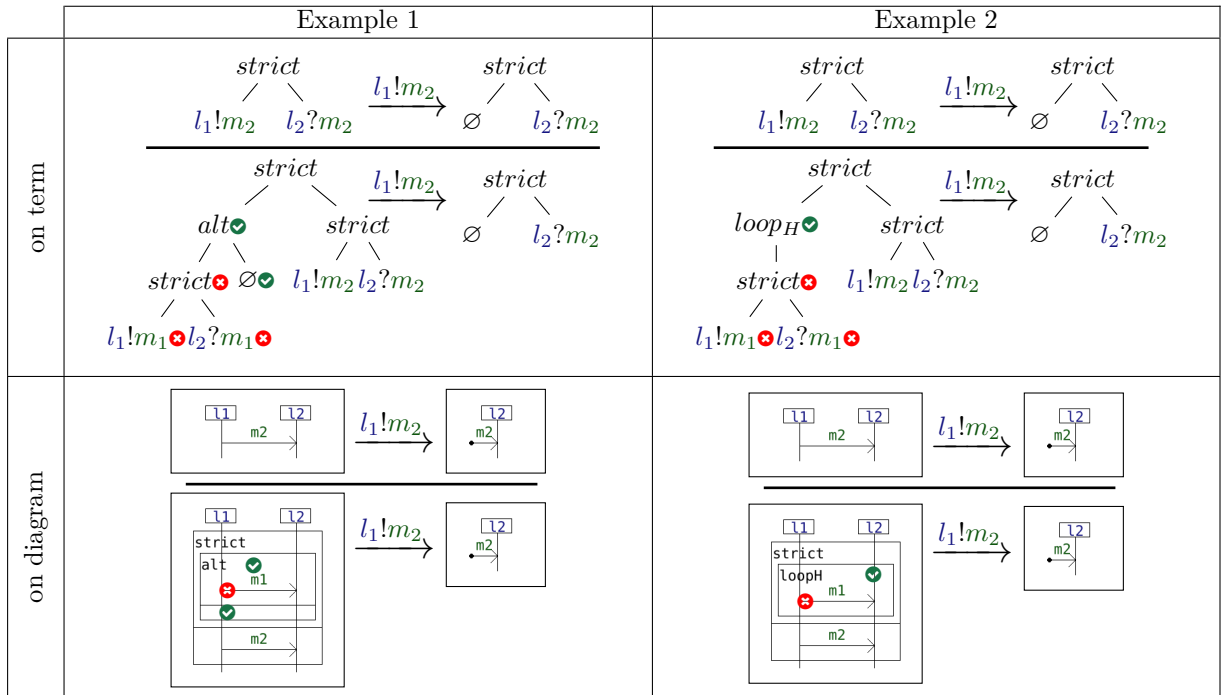 Example 1
Example 2
on term
strict
l₁!m₂ l₂?m₂
l₁!m₂
strict
∅ l₂?m₂
strict
alt strict
strict ∅ l₁!m₂ l₂?m₂
l₁!m₁ l₂?m₁
l₁!m₂
strict
∅ l₂?m₂
strict
l₁!m₂ l₂?m₂
l₁!m₂
strict
∅ l₂?m₂
strict
loop_H strict
strict l₁!m₂ l₂?m₂
l₁!m₁ l₂?m₁
l₁!m₂
strict
∅ l₂?m₂
on diagram
l1 l2
m2
l₁!m₂
l2
m2
l1 l2
strict
alt
m1
m2
l₁!m₂
l2
m2
l1 l2
m2
l₁!m₂
l2
m2
l1 l2
strict
loopH
m1
m2
l₁!m₂
l2
m2